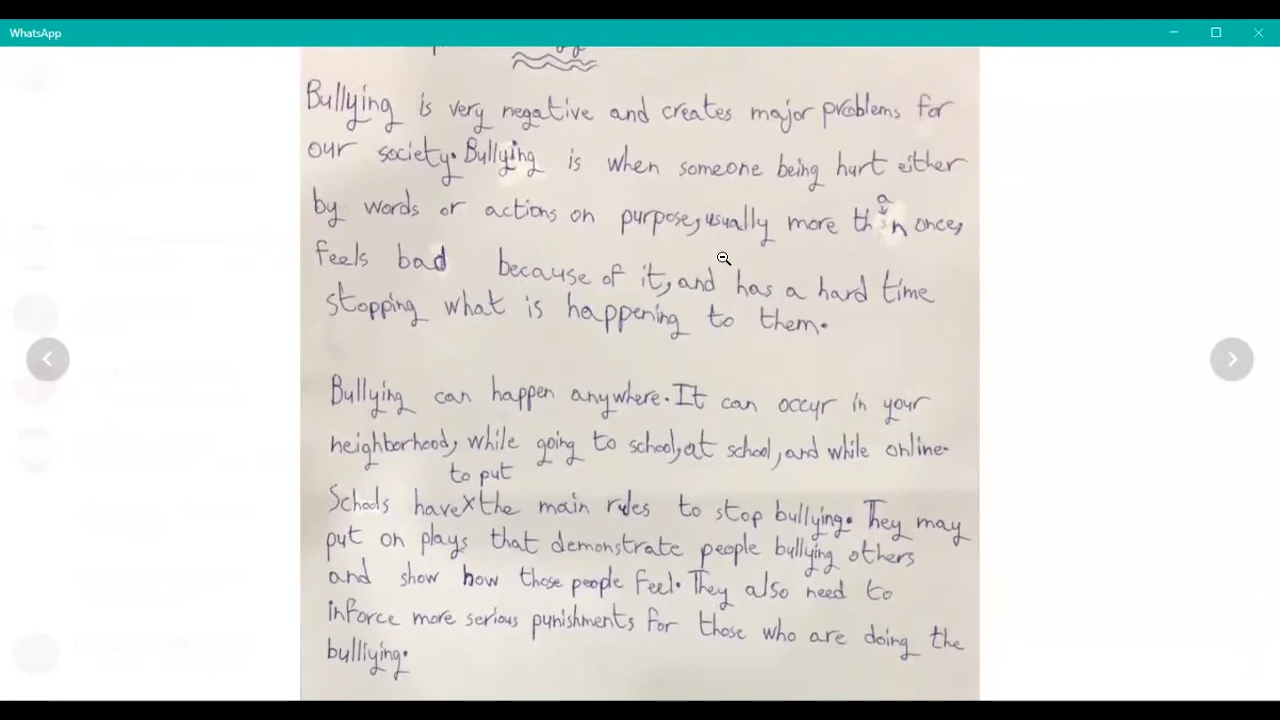 WhatsApp
Bullying is very negative and creates major problems for
our society. Bullying is when someone being hurt either
by words or actions on purpose, usually more than once,
feels bad because of it, and has a hard time
stopping what is happening to them.
Bullying can happen anywhere. It can occyr in your
neighborhood, while going to school, at school, and while online.
to put
Schools have x the main rules to stop bullying. They may
put on plays that demonstrate people bullying others
and show how those people feel. They also need to
inforce more serious punishments for those who are doing the
bulliying.